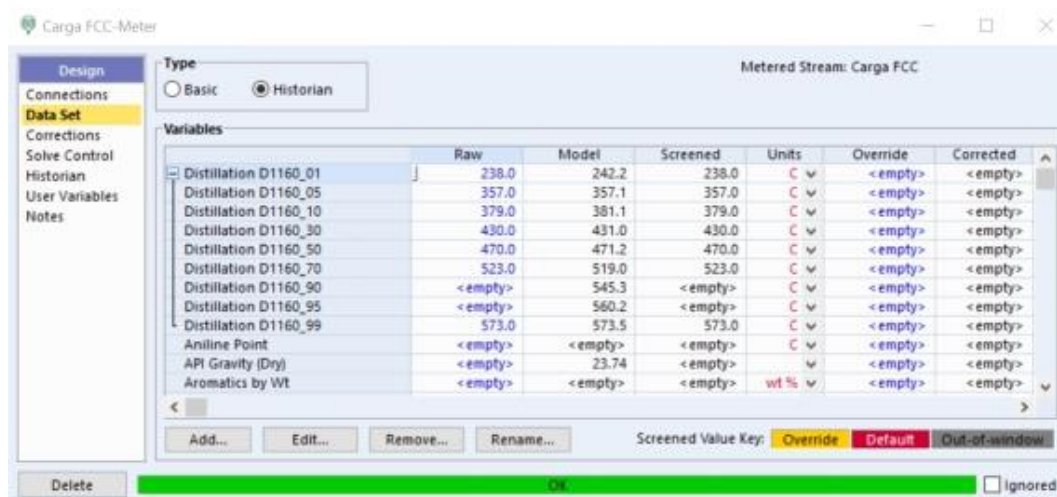 Carga FCC-Meter
Design
Connections
Data Set
Corrections
Solve Control
Historian
User Variables
Notes
Type
Basic Historian
Metered Stream: Carga FCC
Variables
Raw Model Screened Units Override Corrected
Distillation D1160_01 238.0 242.2 238.0 C <empty> <empty>
Distillation D1160_05 357.0 357.1 357.0 C <empty> <empty>
Distillation D1160_10 379.0 381.1 379.0 C <empty> <empty>
Distillation D1160_30 430.0 431.0 430.0 C <empty> <empty>
Distillation D1160_50 470.0 471.2 470.0 C <empty> <empty>
Distillation D1160_70 523.0 519.0 523.0 C <empty> <empty>
Distillation D1160_90 <empty> 545.3 <empty> C <empty> <empty>
Distillation D1160_95 <empty> 560.2 <empty> C <empty> <empty>
Distillation D1160_99 573.0 573.5 573.0 C <empty> <empty>
Aniline Point <empty> <empty> <empty> C <empty> <empty>
API Gravity (Dry) <empty> 23.74 <empty> <empty> <empty>
Aromatics by Wt <empty> <empty> <empty> wt % <empty> <empty>
Add... Edit... Remove... Rename... Screened Value Key: Override Default Out-of-window
Delete OK Ignored